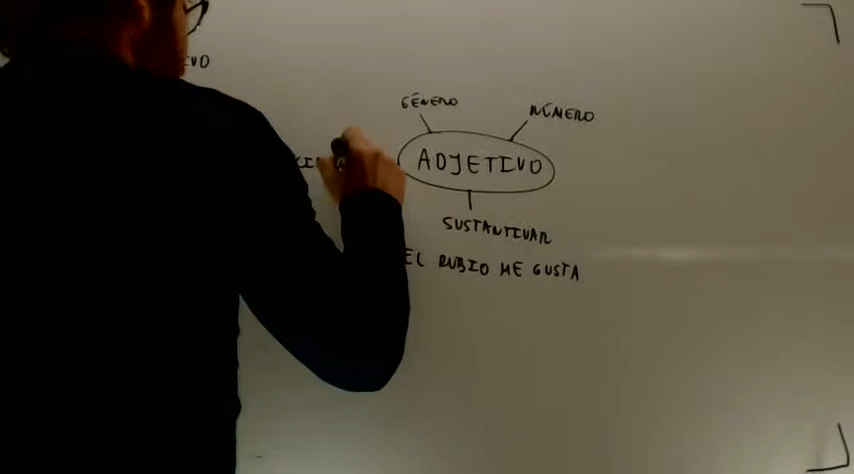 GÉNERO
NÚMERO
ADJETIVO
SUSTANTIVAR
EL RUBIO ME GUSTA